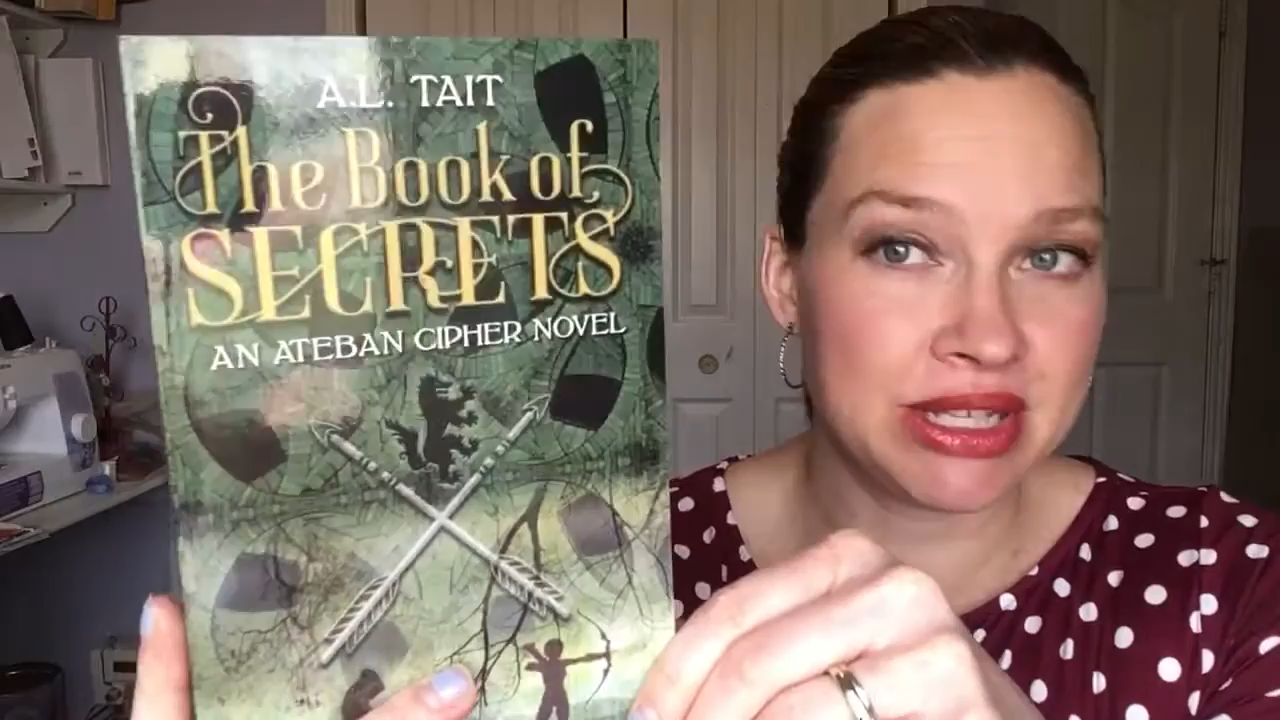 A.L. TAIT
The Book of
SECRETS
AN ATEBAN CIPHER NOVEL